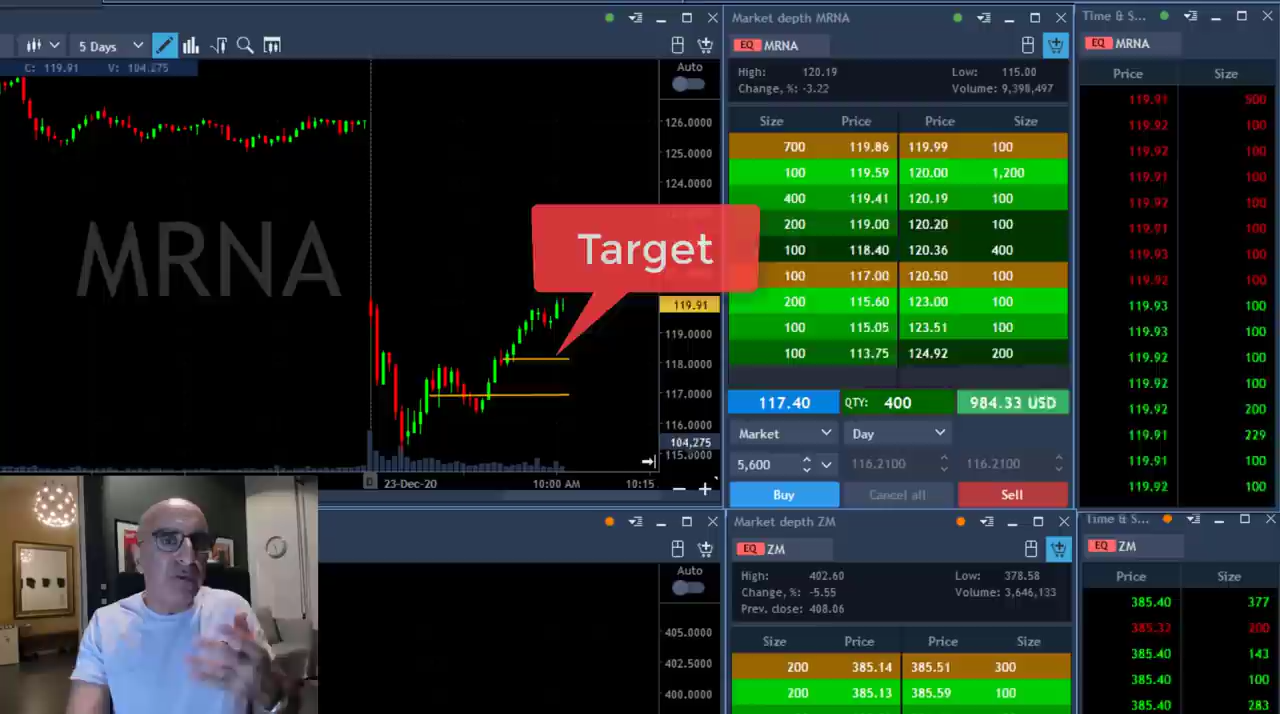 5 Days
C: 119.91 V: 104,275
Auto
126.0000
125.0000
124.0000
119.91
119.0000
118.0000
117.0000
116.0000
104,275
115.0000
MRNA
Target
D 23-Dec-20 10:00 AM 10:15
Market depth MRNA
EQ MRNA
High: 120.19 Low: 115.00
Change, %: -3.22 Volume: 9,398,497
Size Price Price Size
700 119.86 119.99 100
100 119.59 120.00 1,200
400 119.41 120.19 100
200 119.00 120.20 100
100 118.40 120.36 400
100 117.00 120.50 100
200 115.60 123.00 100
100 115.05 123.51 100
100 113.75 124.92 200
117.40 QTY: 400 984.33 USD
Market Day
5,600 116.2100 116.2100
Buy Cancel all Sell
Time & S...
EQ MRNA
Price Size
119.91 500
119.92 100
119.92 100
119.91 100
119.92 100
119.91 100
119.93 100
119.92 100
119.93 100
119.93 100
119.92 100
119.92 100
119.92 200
119.91 229
119.91 100
119.92 100
Auto
405.0000
402.5000
400.0000
Market depth ZM
EQ ZM
High: 402.60 Low: 378.58
Change, %: -5.55 Volume: 3,646,133
Prev. close: 408.06
Size Price Price Size
200 385.14 385.51 300
200 385.13 385.59 100
Time & S...
EQ ZM
Price Size
385.40 377
385.32 200
385.40 143
385.40 100
385.40 283